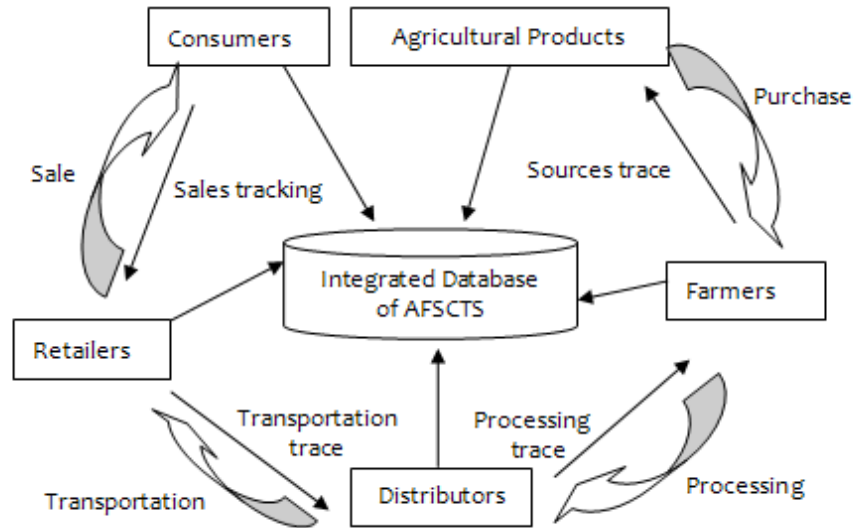 Consumers
Agricultural Products
Purchase
Sale
Sales tracking
Sources trace
Integrated Database
of AFSCTS
Farmers
Retailers
Transportation
trace
Processing
trace
Transportation
Distributors
Processing